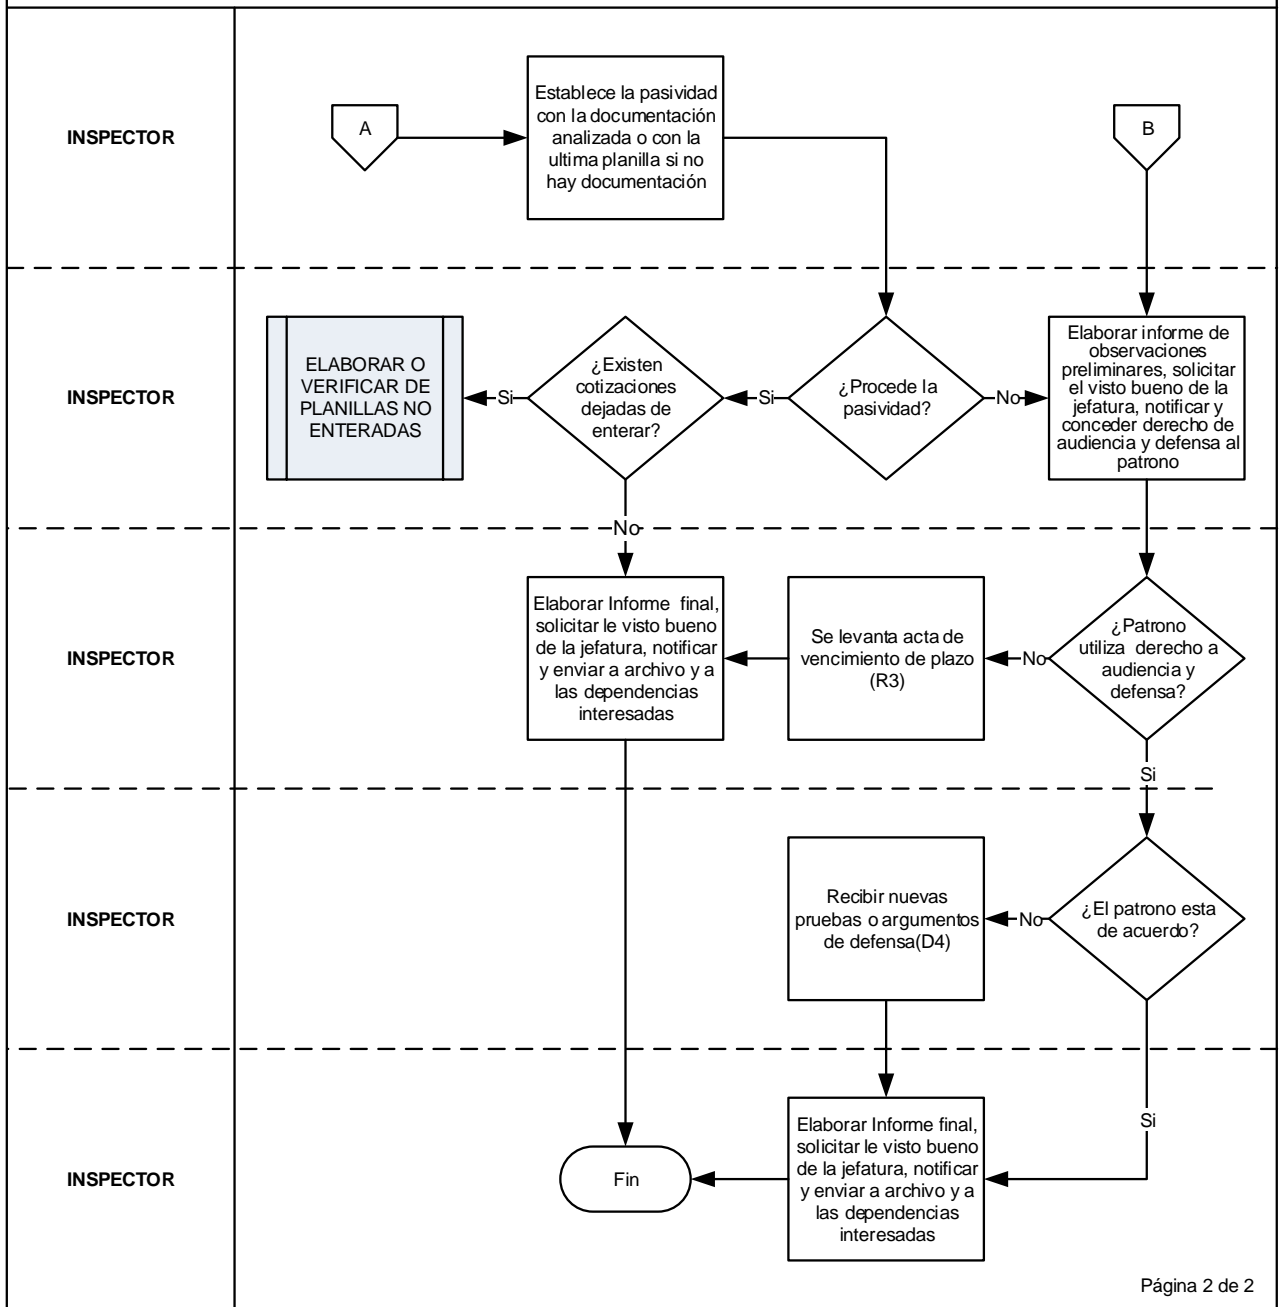 INSPECTOR
A
Establece la pasividad
con la documentación
analizada o con la
ultima planilla si no
hay documentación
B
INSPECTOR
ELABORAR O
VERIFICAR DE
PLANILLAS NO
ENTERADAS
Si
¿Existen
cotizaciones
dejadas de
enterar?
Si
¿Procede la
pasividad?
No
Elaborar informe de
observaciones
preliminares, solicitar
el visto bueno de la
jefatura, notificar y
conceder derecho de
audiencia y defensa al
patrono
No
INSPECTOR
Elaborar Informe final,
solicitar le visto bueno
de la jefatura, notificar
y enviar a archivo y a
las dependencias
interesadas
Se levanta acta de
vencimiento de plazo
(R3)
No
¿Patrono
utiliza derecho a
audiencia y
defensa?
Si
INSPECTOR
Recibir nuevas
pruebas o argumentos
de defensa(D4)
No
¿El patrono esta
de acuerdo?
Si
INSPECTOR
Fin
Elaborar Informe final,
solicitar le visto bueno
de la jefatura, notificar
y enviar a archivo y a
las dependencias
interesadas
Página 2 de 2